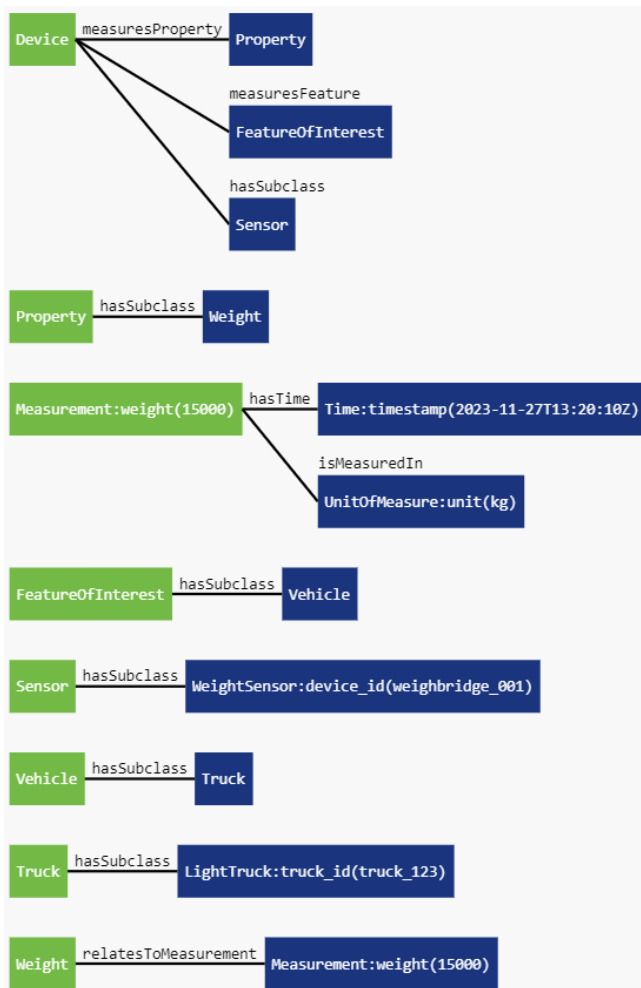 Device measuresProperty Property
measuresFeature
FeatureOfInterest
hasSubclass
Sensor
Property hasSubclass Weight
Measurement:weight(15000) hasTime Time:timestamp(2023-11-27T13:20:10Z)
isMeasuredIn
UnitOfMeasure:unit(kg)
FeatureOfInterest hasSubclass Vehicle
Sensor hasSubclass WeightSensor:device_id(weighbridge_001)
Vehicle hasSubclass Truck
Truck hasSubclass LightTruck:truck_id(truck_123)
Weight relatesToMeasurement Measurement:weight(15000)